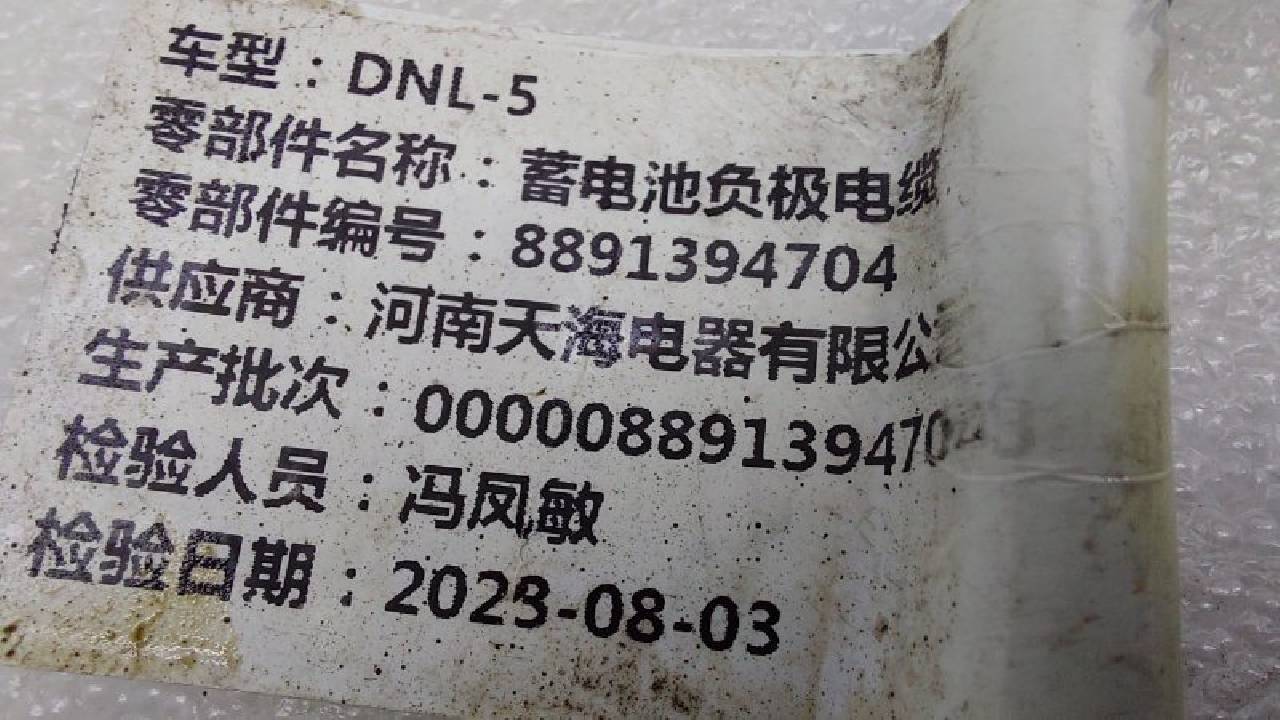 车型：DNL-5
零部件名称：蓄电池负极电缆
零部件编号：8891394704
供应商：河南天海电器有限公
生产批次：000008891394704
检验人员：冯凤敏
检验日期：2023-08-03